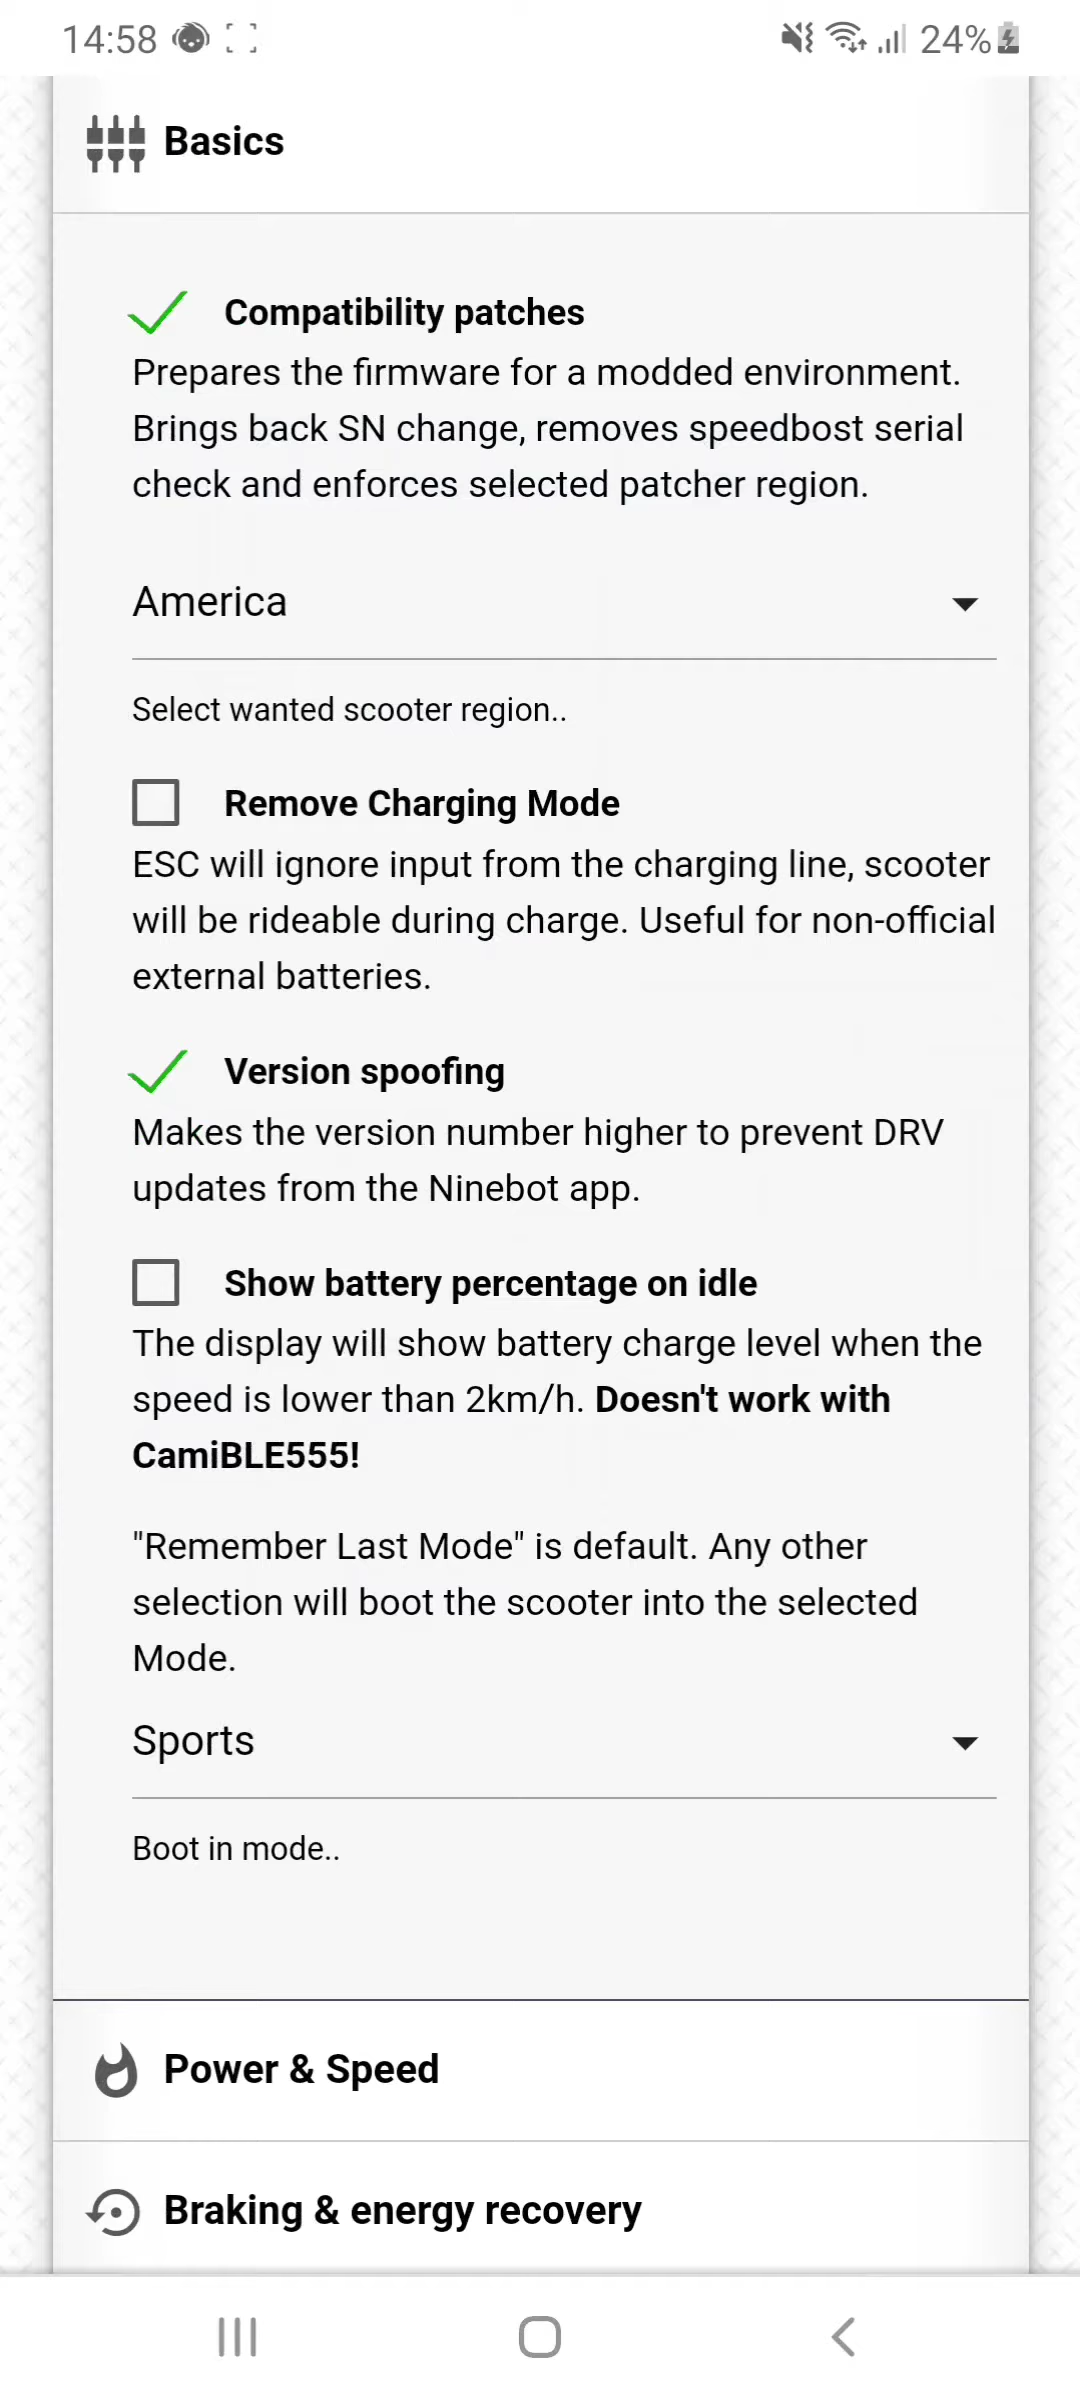 14:58
24%
Basics
Compatibility patches
Prepares the firmware for a modded environment.
Brings back SN change, removes speedbost serial
check and enforces selected patcher region.
America
Select wanted scooter region..
Remove Charging Mode
ESC will ignore input from the charging line, scooter
will be rideable during charge. Useful for non-official
external batteries.
Version spoofing
Makes the version number higher to prevent DRV
updates from the Ninebot app.
Show battery percentage on idle
The display will show battery charge level when the
speed is lower than 2km/h. Doesn't work with
CamiBLE555!
"Remember Last Mode" is default. Any other
selection will boot the scooter into the selected
Mode.
Sports
Boot in mode..
Power & Speed
Braking & energy recovery